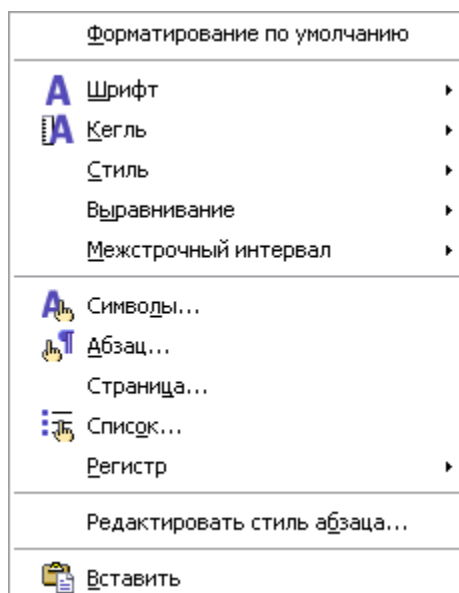 Форматирование по умолчанию
Шрифт
Кегль
Стиль
Выравнивание
Межстрочный интервал
Символы...
Абзац...
Страница...
Список...
Регистр
Редактировать стиль абзаца...
Вставить